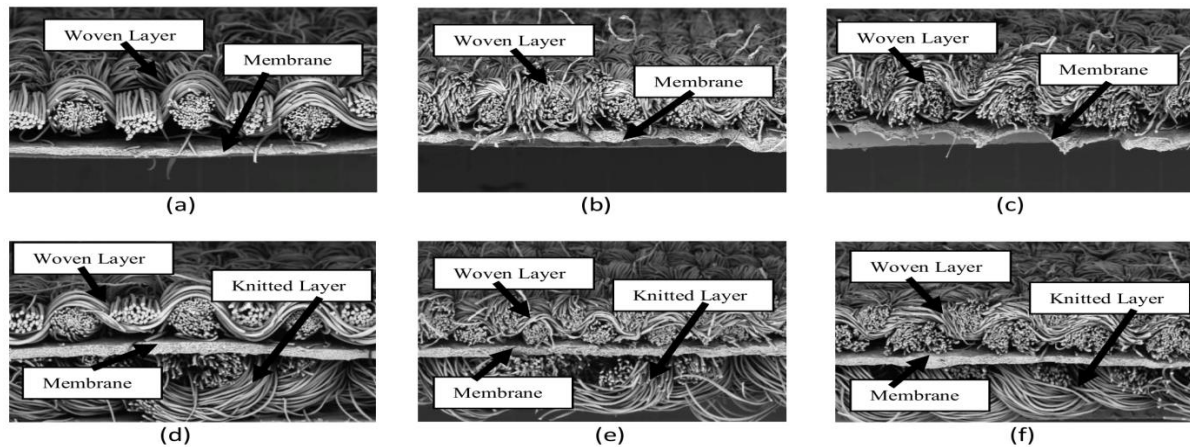 Woven Layer
Membrane
(a)
Woven Layer
Membrane
(b)
Woven Layer
Membrane
(c)
Woven Layer
Knitted Layer
Membrane
(d)
Woven Layer
Knitted Layer
Membrane
(e)
Woven Layer
Knitted Layer
Membrane
(f)